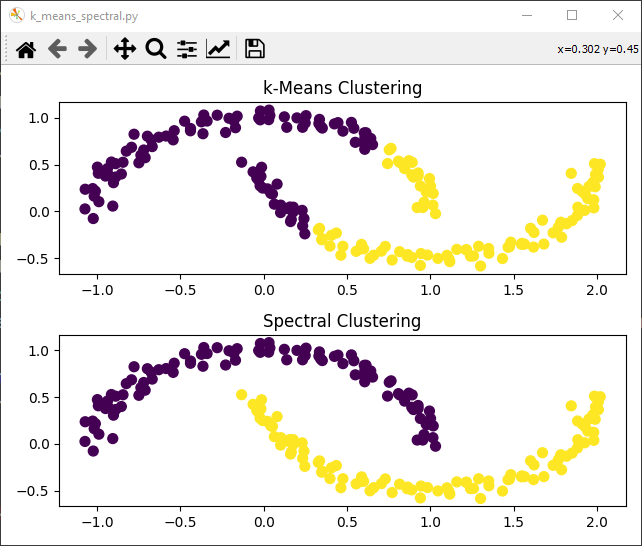 k_means_spectral.py
x=0.302 y=0.45
k-Means Clustering
1.0
0.5
0.0
−0.5
−1.0 −0.5 0.0 0.5 1.0 1.5 2.0
Spectral Clustering
1.0
0.5
0.0
−0.5
−1.0 −0.5 0.0 0.5 1.0 1.5 2.0